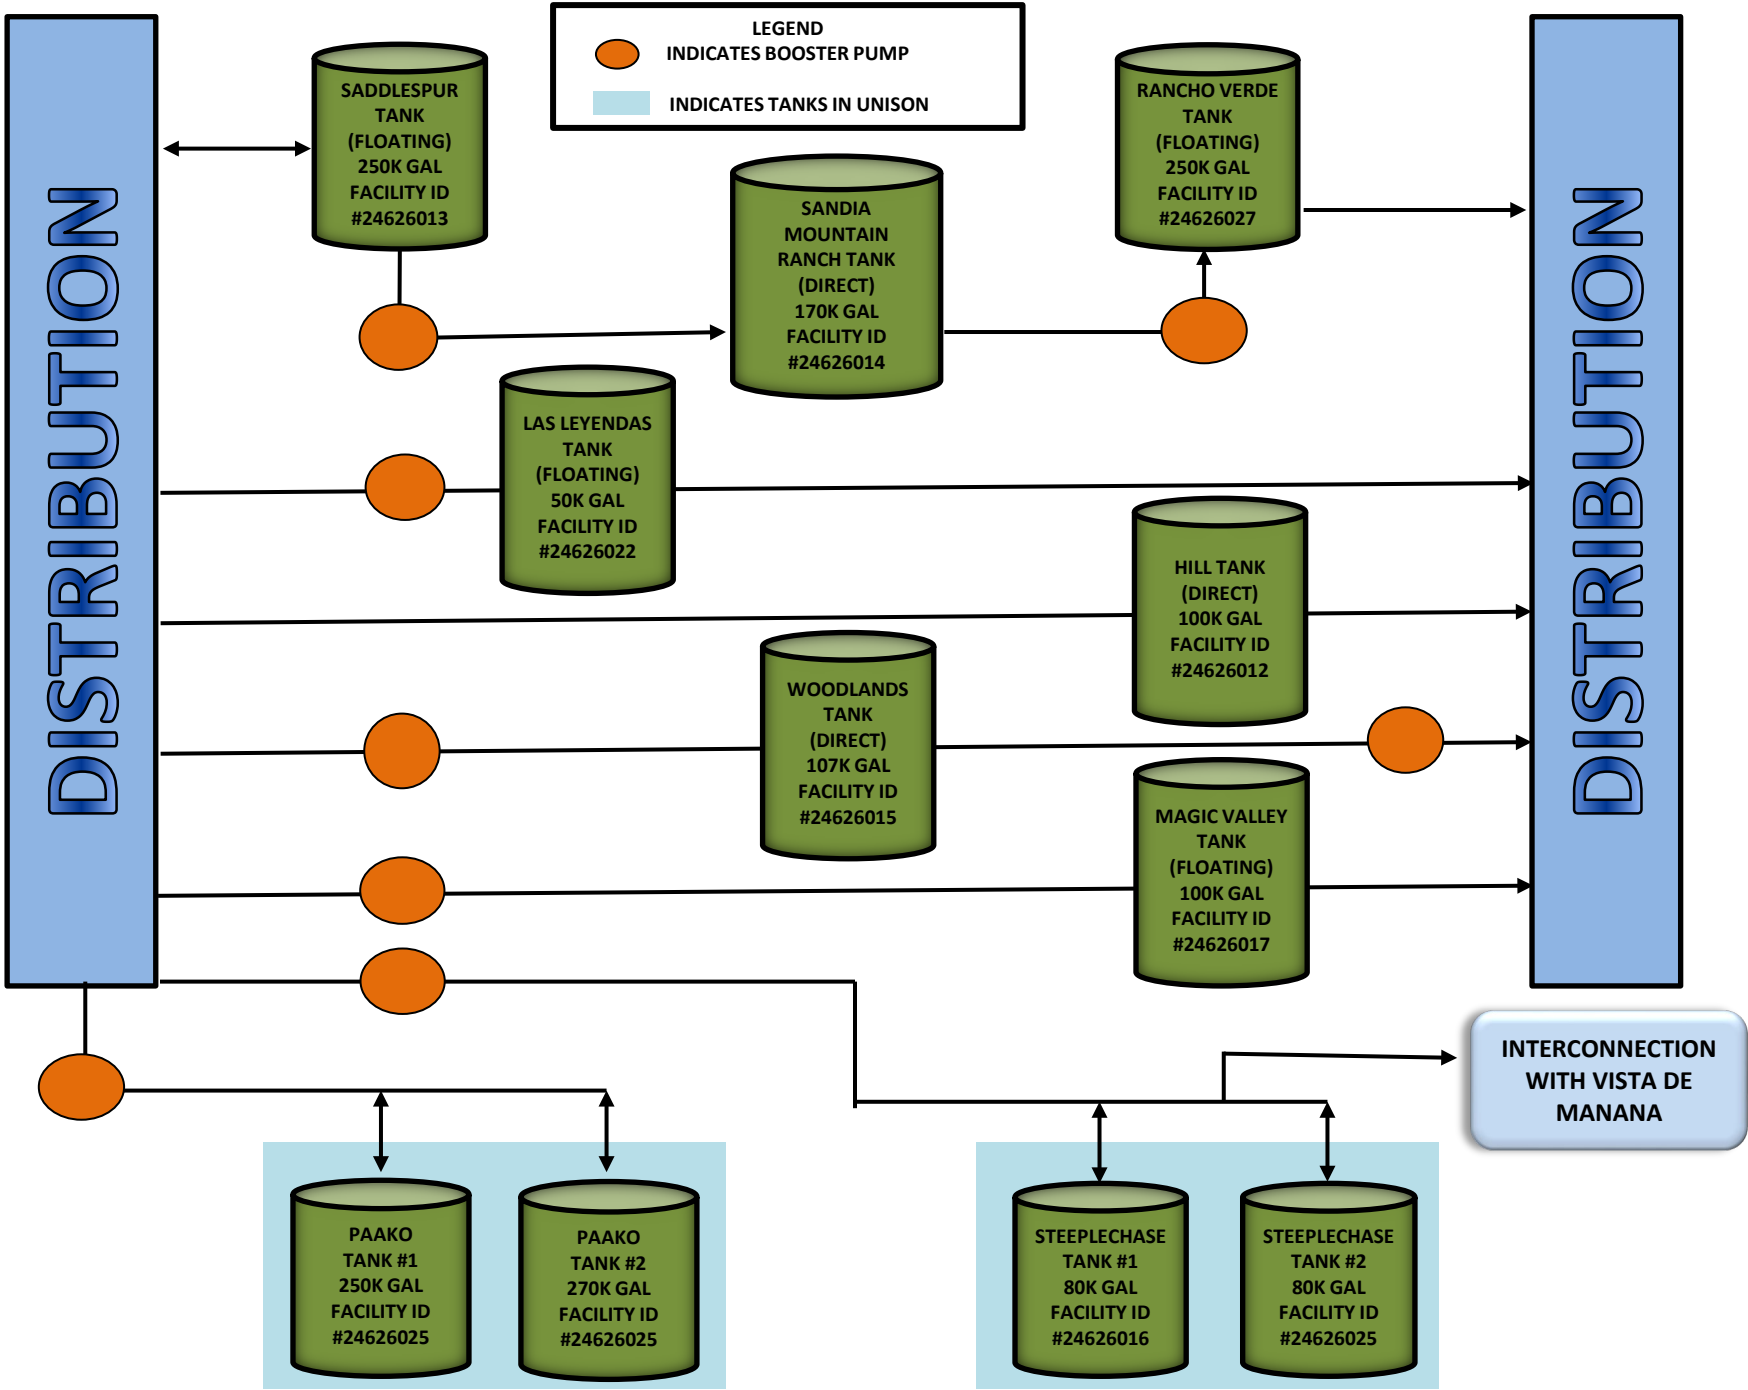 LEGEND
INDICATES BOOSTER PUMP
INDICATES TANKS IN UNISON
DISTRIBUTION
SADDLESPUR
TANK
(FLOATING)
250K GAL
FACILITY ID
#24626013
SANDIA
MOUNTAIN
RANCH TANK
(DIRECT)
170K GAL
FACILITY ID
#24626014
RANCHO VERDE
TANK
(FLOATING)
250K GAL
FACILITY ID
#24626027
DISTRIBUTION
LAS LEYENDAS
TANK
(FLOATING)
50K GAL
FACILITY ID
#24626022
HILL TANK
(DIRECT)
100K GAL
FACILITY ID
#24626012
WOODLANDS
TANK
(DIRECT)
107K GAL
FACILITY ID
#24626015
MAGIC VALLEY
TANK
(FLOATING)
100K GAL
FACILITY ID
#24626017
INTERCONNECTION
WITH VISTA DE
MANANA
PAAKO
TANK #1
250K GAL
FACILITY ID
#24626025
PAAKO
TANK #2
270K GAL
FACILITY ID
#24626025
STEEPLECHASE
TANK #1
80K GAL
FACILITY ID
#24626016
STEEPLECHASE
TANK #2
80K GAL
FACILITY ID
#24626025